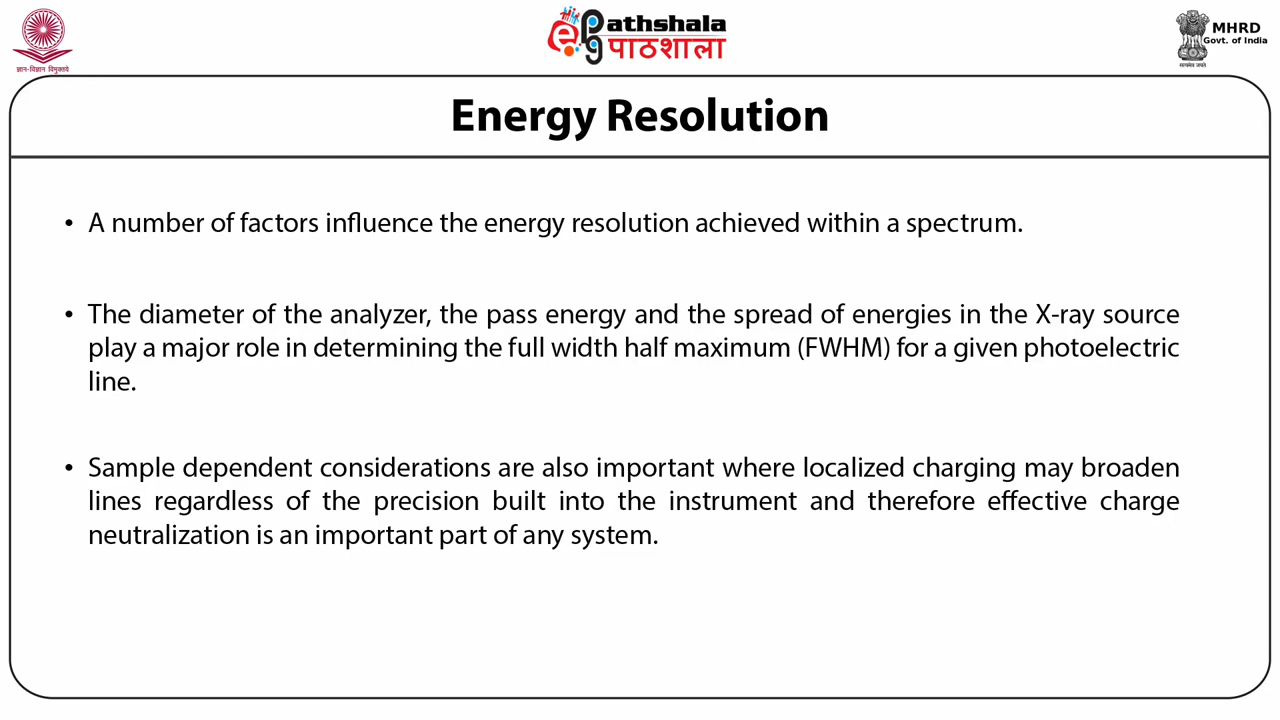 ज्ञान-विज्ञान विमुक्तये
ePathshala
पाठशाला
MHRD
Govt. of India
सत्यमेव जयते
Energy Resolution
• A number of factors influence the energy resolution achieved within a spectrum.
• The diameter of the analyzer, the pass energy and the spread of energies in the X-ray source
play a major role in determining the full width half maximum (FWHM) for a given photoelectric
line.
• Sample dependent considerations are also important where localized charging may broaden
lines regardless of the precision built into the instrument and therefore effective charge
neutralization is an important part of any system.